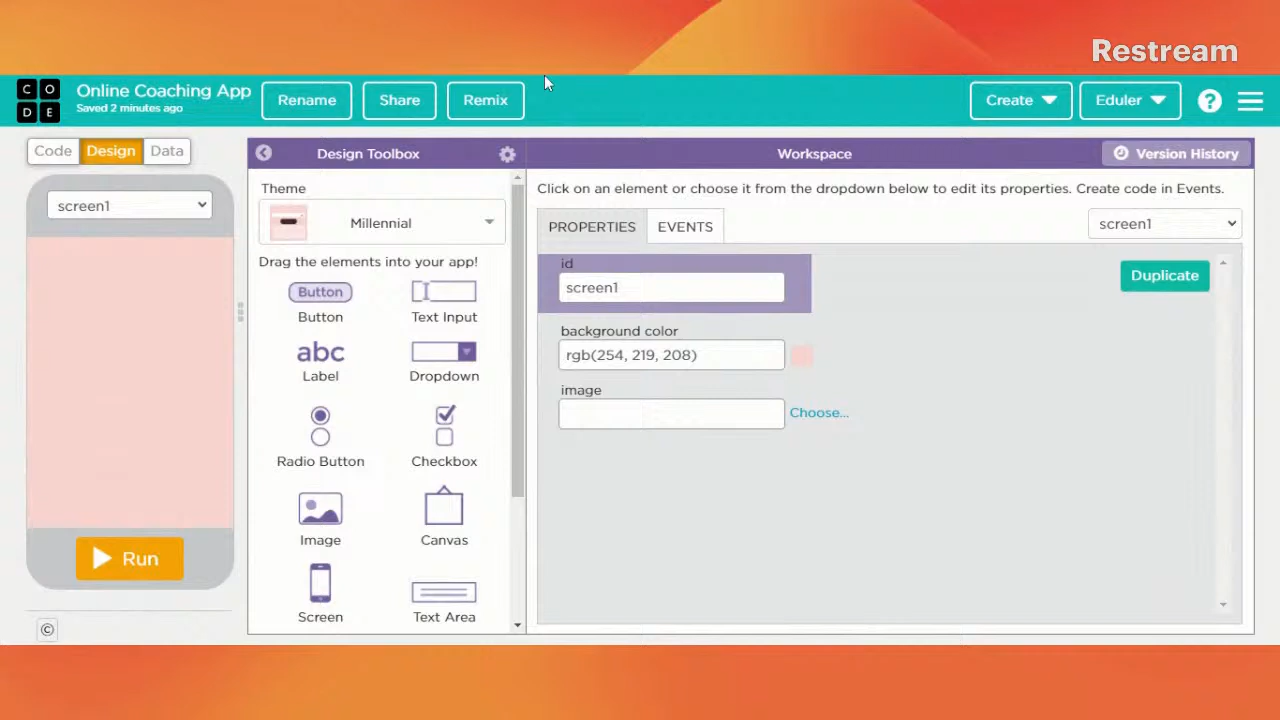 Restream
CODE
Online Coaching App
Saved 2 minutes ago
Rename
Share
Remix
Create
Eduler
?
Code
Design
Data
Design Toolbox
Workspace
Version History
screen1
Theme
Millennial
Drag the elements into your app!
Button
Button
Text Input
abc
Label
Dropdown
Radio Button
Checkbox
Image
Canvas
Screen
Text Area
Run
©
Click on an element or choose it from the dropdown below to edit its properties. Create code in Events.
PROPERTIES
EVENTS
screen1
id
screen1
Duplicate
background color
rgb(254, 219, 208)
image
Choose...